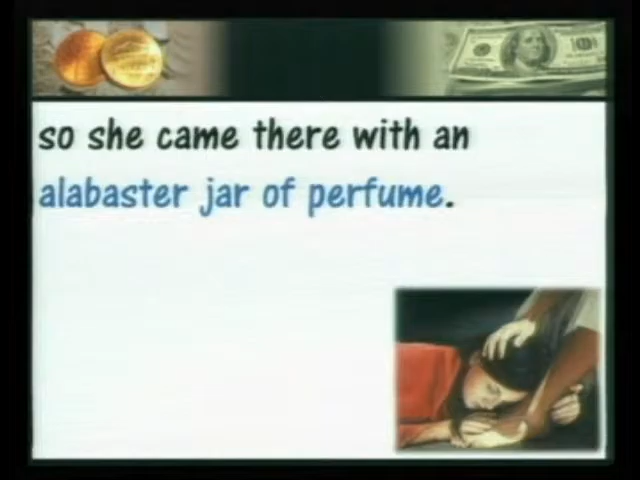 so she came there with an
alabaster jar of perfume.